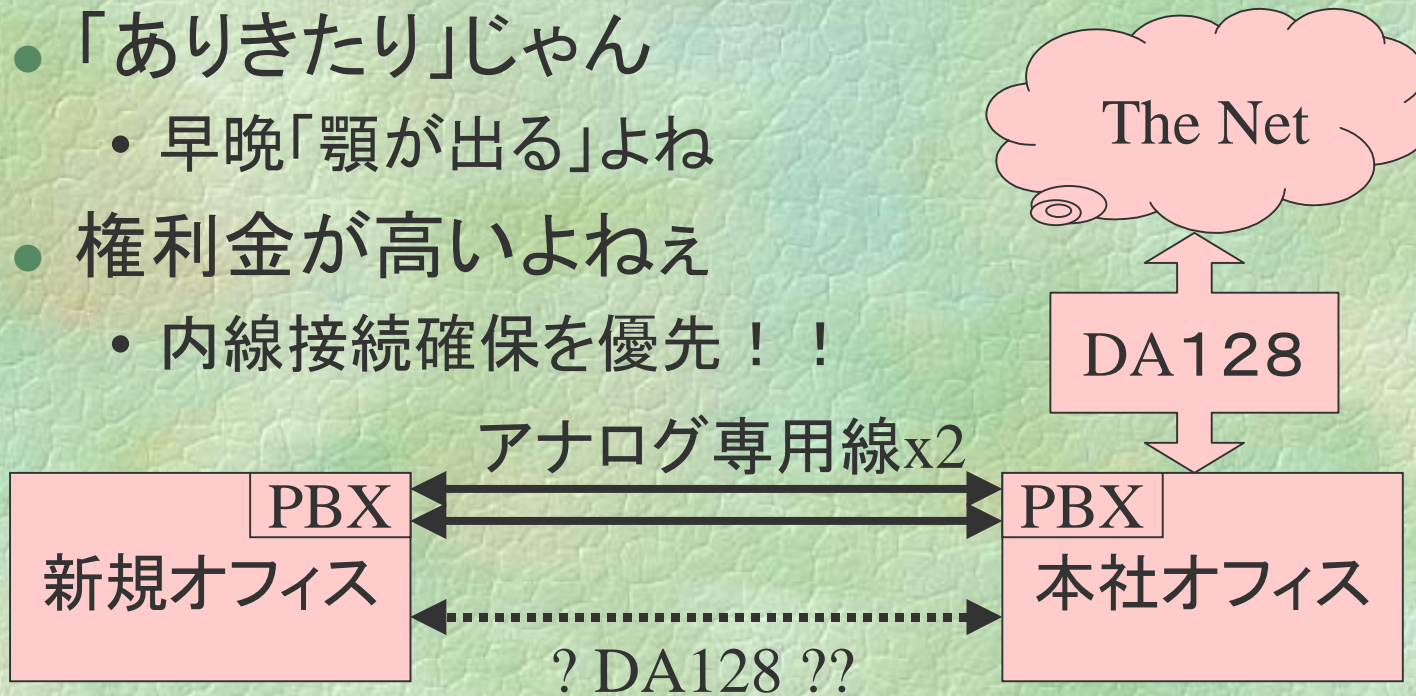 「ありきたり」じゃん
早晩「顎が出る」よね
権利金が高いよねぇ
内線接続確保を優先！！
The Net
DA１２８
アナログ専用線x2
PBX
新規オフィス
PBX
本社オフィス
? DA128 ??